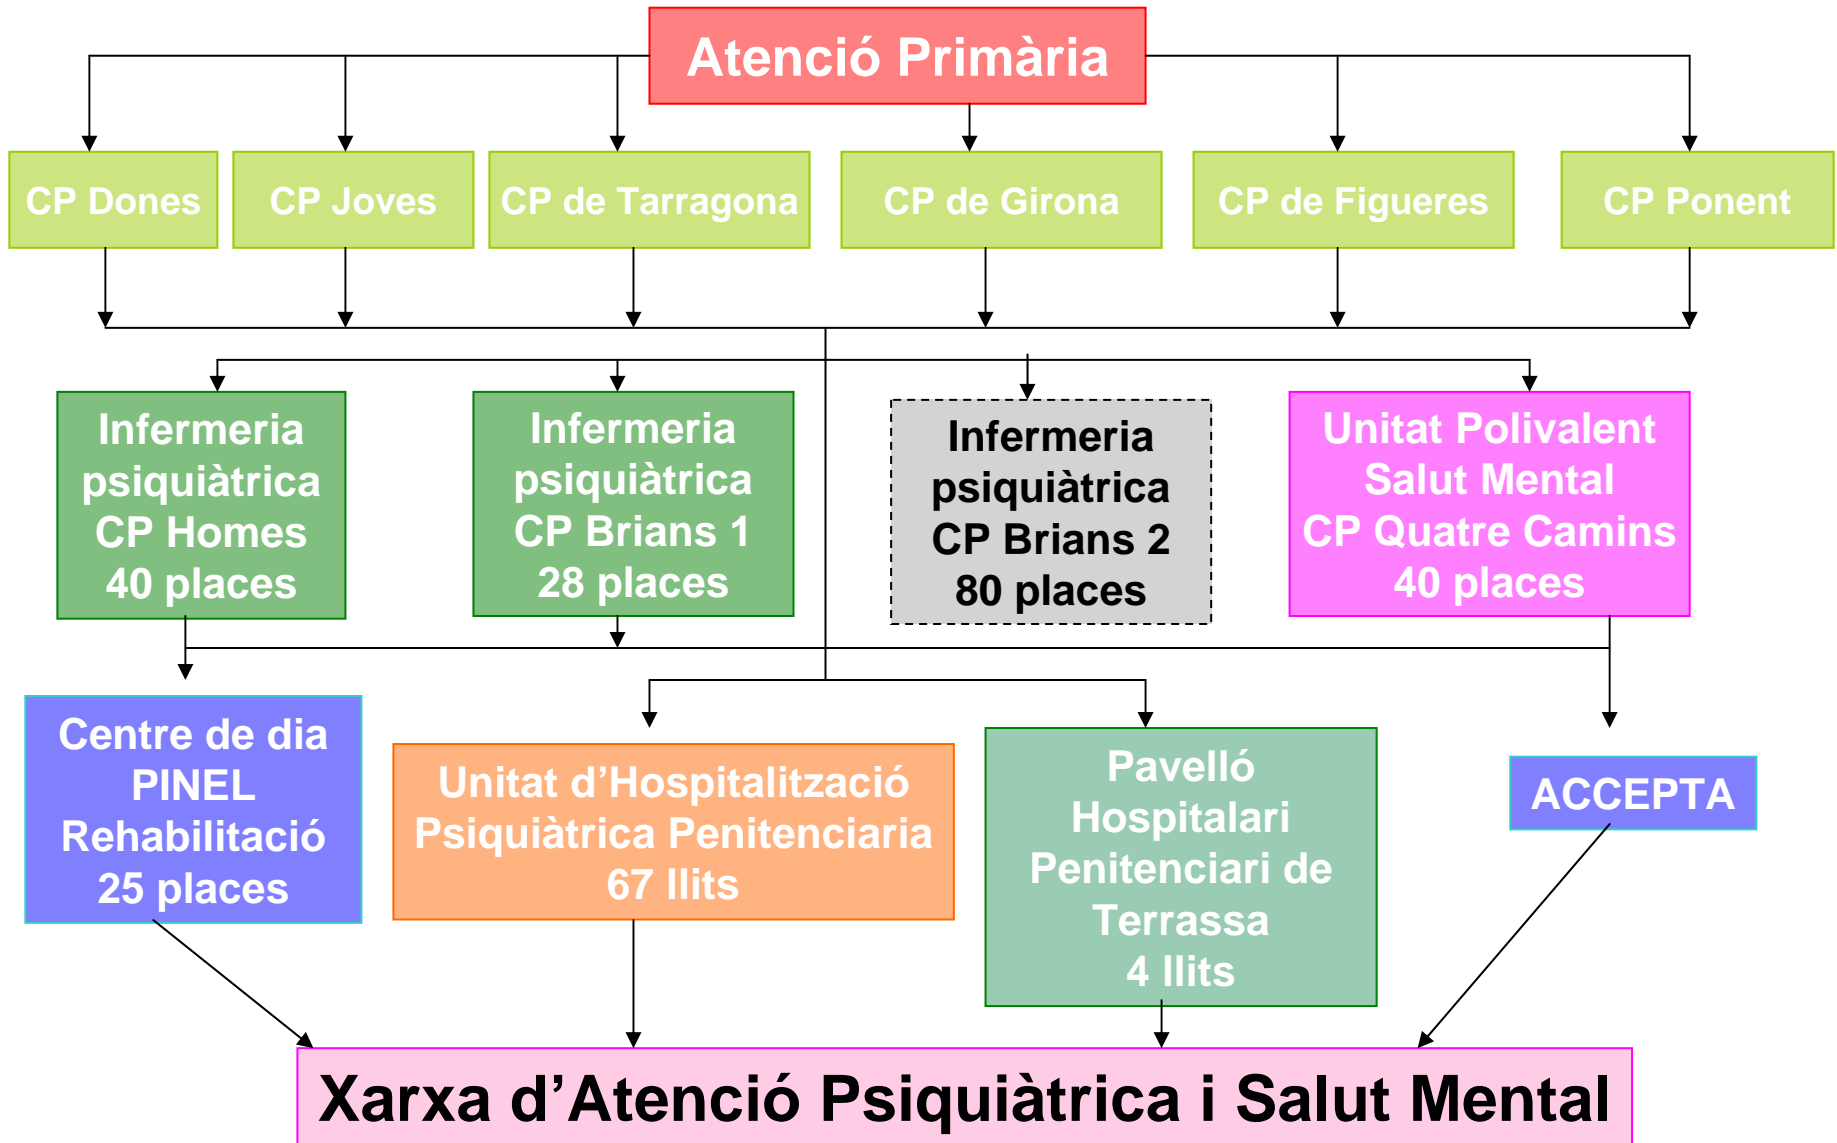 Atenció Primària
CP Dones
CP Joves
CP de Tarragona
CP de Girona
CP de Figueres
CP Ponent
Infermeria
psiquiàtrica
CP Homes
40 places
Infermeria
psiquiàtrica
CP Brians 1
28 places
Infermeria
psiquiàtrica
CP Brians 2
80 places
Unitat Polivalent
Salut Mental
CP Quatre Camins
40 places
Centre de dia
PINEL
Rehabilitació
25 places
Unitat d’Hospitalització
Psiquiàtrica Penitenciaria
67 llits
Pavelló
Hospitalari
Penitenciari de
Terrassa
4 llits
ACCEPTA
Xarxa d’Atenció Psiquiàtrica i Salut Mental